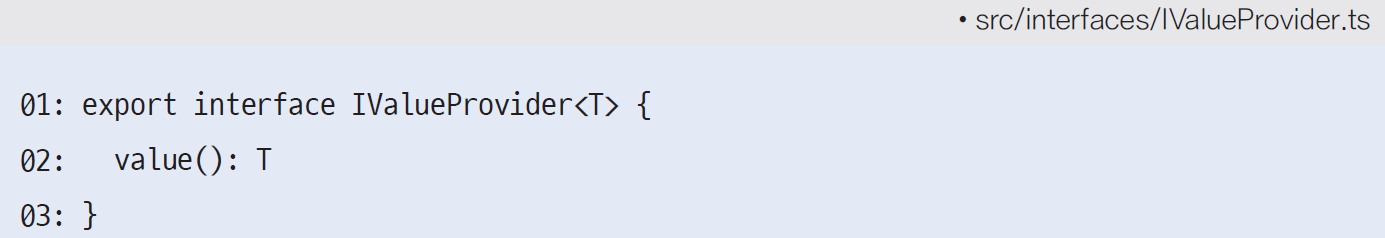 • src/interfaces/IValueProvider.ts
01: export interface IValueProvider<T> {
02:   value(): T
03: }